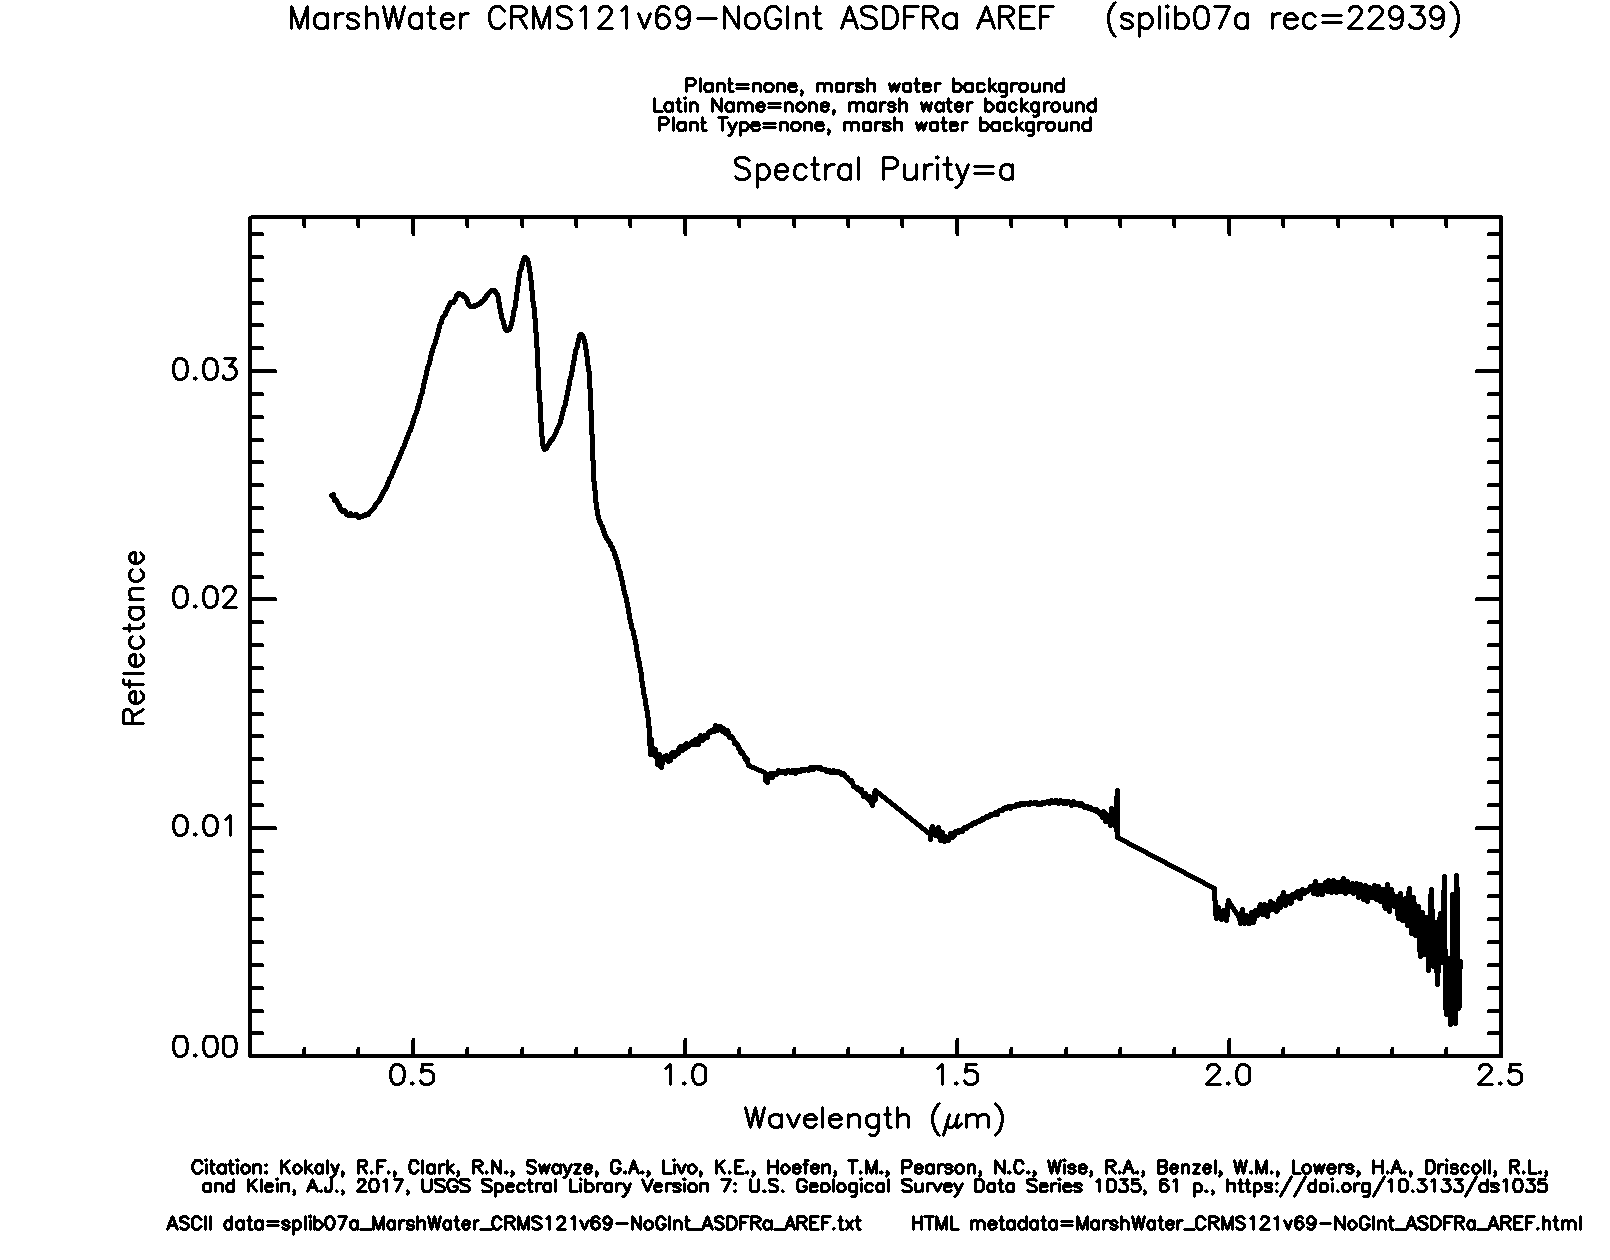 MarshWater CRMS121v69-NoGInt ASDFRa AREF (splib07a rec=22939)
Plant=none, marsh water background
Latin Name=none, marsh water background
Plant Type=none, marsh water background
Spectral Purity=a
0.03
0.02
0.01
0.00
Reflectance
0.5 1.0 1.5 2.0 2.5
Wavelength (μm)
Citation: Kokaly, R.F., Clark, R.N., Swayze, G.A., Livo, K.E., Hoefen, T.M., Pearson, N.C., Wise, R.A., Benzel, W.M., Lowers, H.A., Driscoll, R.L.,
and Klein, A.J., 2017, USGS Spectral Library Version 7: U.S. Geological Survey Data Series 1035, 61 p., https://doi.org/10.3133/ds1035
ASCII data=splib07a_MarshWater_CRMS121v69-NoGInt_ASDFRa_AREF.txt HTML metadata=MarshWater_CRMS121v69-NoGInt_ASDFRa_AREF.html